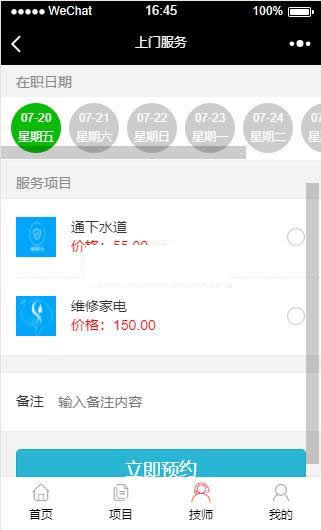 WeChat 16:45 100%
上门服务
在职日期
07-20 07-21 07-22 07-23 07-24
星期五 星期六 星期日 星期一 星期二
服务项目
通下水道
价格：55.00
维修家电
价格：150.00
备注 输入备注内容
立即预约
首页 项目 技师 我的